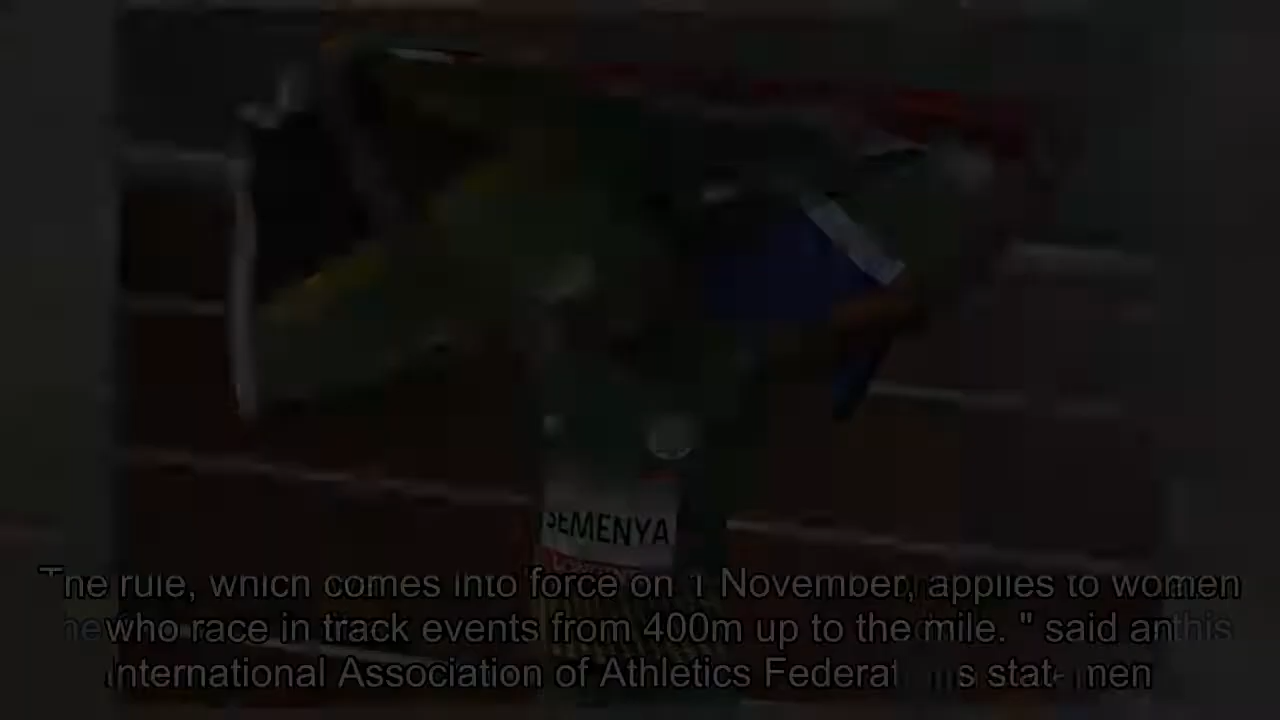 SEMENYA
The rule, which comes into force on 1 November, applies to women
who race in track events from 400m up to the mile. " said an
International Association of Athletics